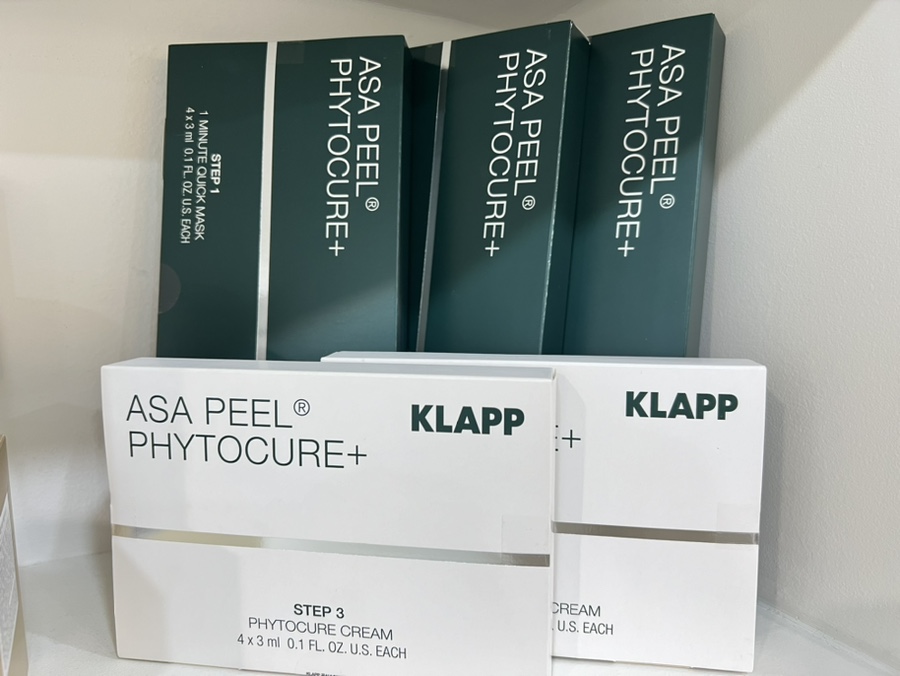 ASA PEEL®
PHYTOCURE+
STEP 1
1 MINUTE QUICK MASK
4 x 3 ml 0.1 FL. OZ. U.S. EACH
ASA PEEL®
PHYTOCURE+
ASA PEEL®
PHYTOCURE+
ASA PEEL®
PHYTOCURE+
KLAPP
STEP 3
PHYTOCURE CREAM
4 x 3 ml 0.1 FL. OZ. U.S. EACH
KLAPP
+
CREAM
U.S. EACH